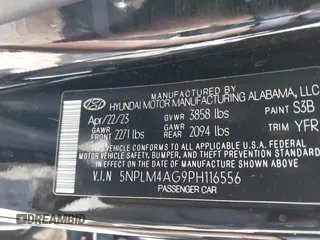 MANUFACTURED BY
HYUNDAI MOTOR MANUFACTURING ALABAMA, LLC
Apr/22/23 GVWR 3858 lbs PAINT S3B
GAWR FRONT 2271 lbs GAWR REAR 2094 lbs TRIM YFR
THIS VEHICLE CONFORMS TO ALL APPLICABLE U.S.A. FEDERAL
MOTOR VEHICLE SAFETY, BUMPER, AND THEFT PREVENTION STANDARDS
IN EFFECT ON THE DATE OF MANUFACTURE SHOWN ABOVE.
V.I.N 5NPLM4AG9PH116556
PASSENGER CAR
DREAMBID